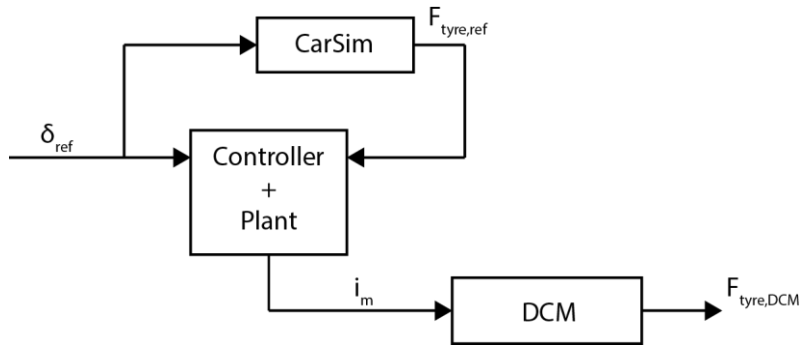 F_tyre,ref
CarSim
δ_ref
Controller
+
Plant
i_m
DCM
F_tyre,DCM